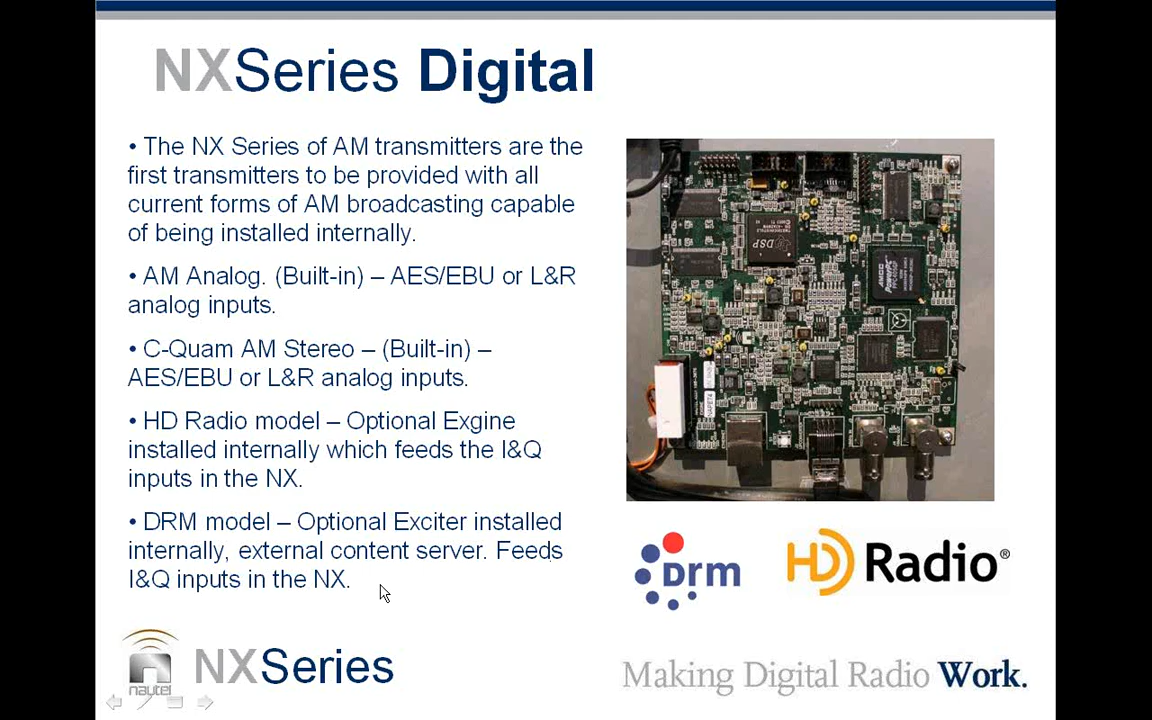 NXSeries Digital
• The NX Series of AM transmitters are the
first transmitters to be provided with all
current forms of AM broadcasting capable
of being installed internally.
• AM Analog. (Built-in) – AES/EBU or L&R
analog inputs.
• C-Quam AM Stereo – (Built-in) –
AES/EBU or L&R analog inputs.
• HD Radio model – Optional Exgine
installed internally which feeds the I&Q
inputs in the NX.
• DRM model – Optional Exciter installed
internally, external content server. Feeds
I&Q inputs in the NX.
DSP
PowerPC
Drm
HD Radio®
nautel
NXSeries
Making Digital Radio Work.